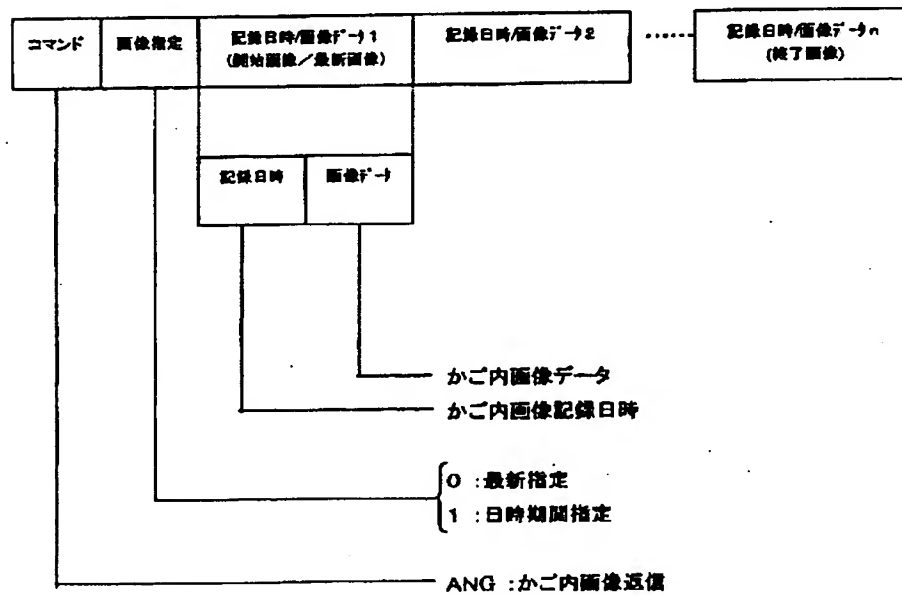 コマンド
画像指定
記録日時/画像データ1
(開始画像/最新画像)
記録日時/画像データ2
……
記録日時/画像データn
(終了画像)
記録日時
画像データ
かご内画像データ
かご内画像記録日時
0 :最新指定
1 :日時期間指定
ANG :かご内画像返信